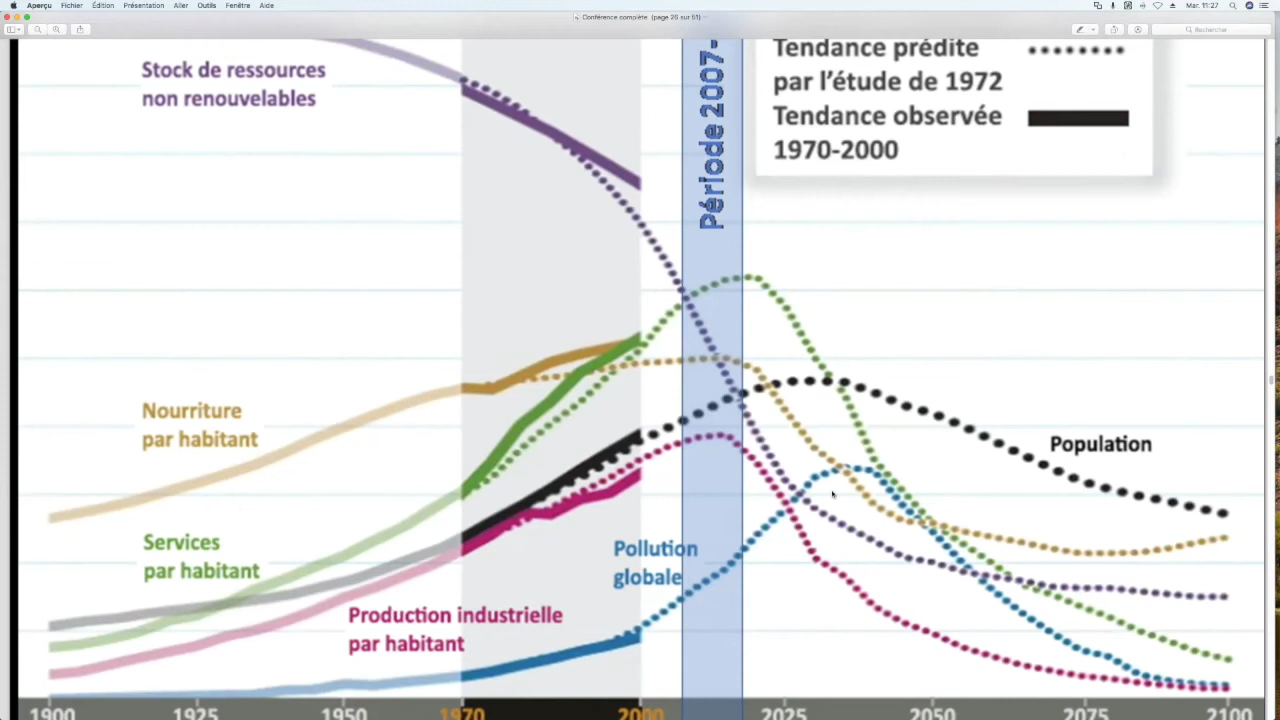 Aperçu Fichier Édition Présentation Aller Outils Fenêtre Aide
Mar. 11:27
Conférence complète (page 26 sur 51)
Rechercher
Stock de ressources
non renouvelables
Période 2007-
Tendance prédite
par l'étude de 1972
Tendance observée
1970-2000
Nourriture
par habitant
Population
Services
par habitant
Pollution
globale
Production industrielle
par habitant
1900 1925 1950 1970 2000 2025 2050 2075 2100